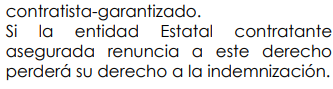 contratista-garantizado.
Si la entidad Estatal contratante
asegurada renuncia a este derecho
perderá su derecho a la indemnización.